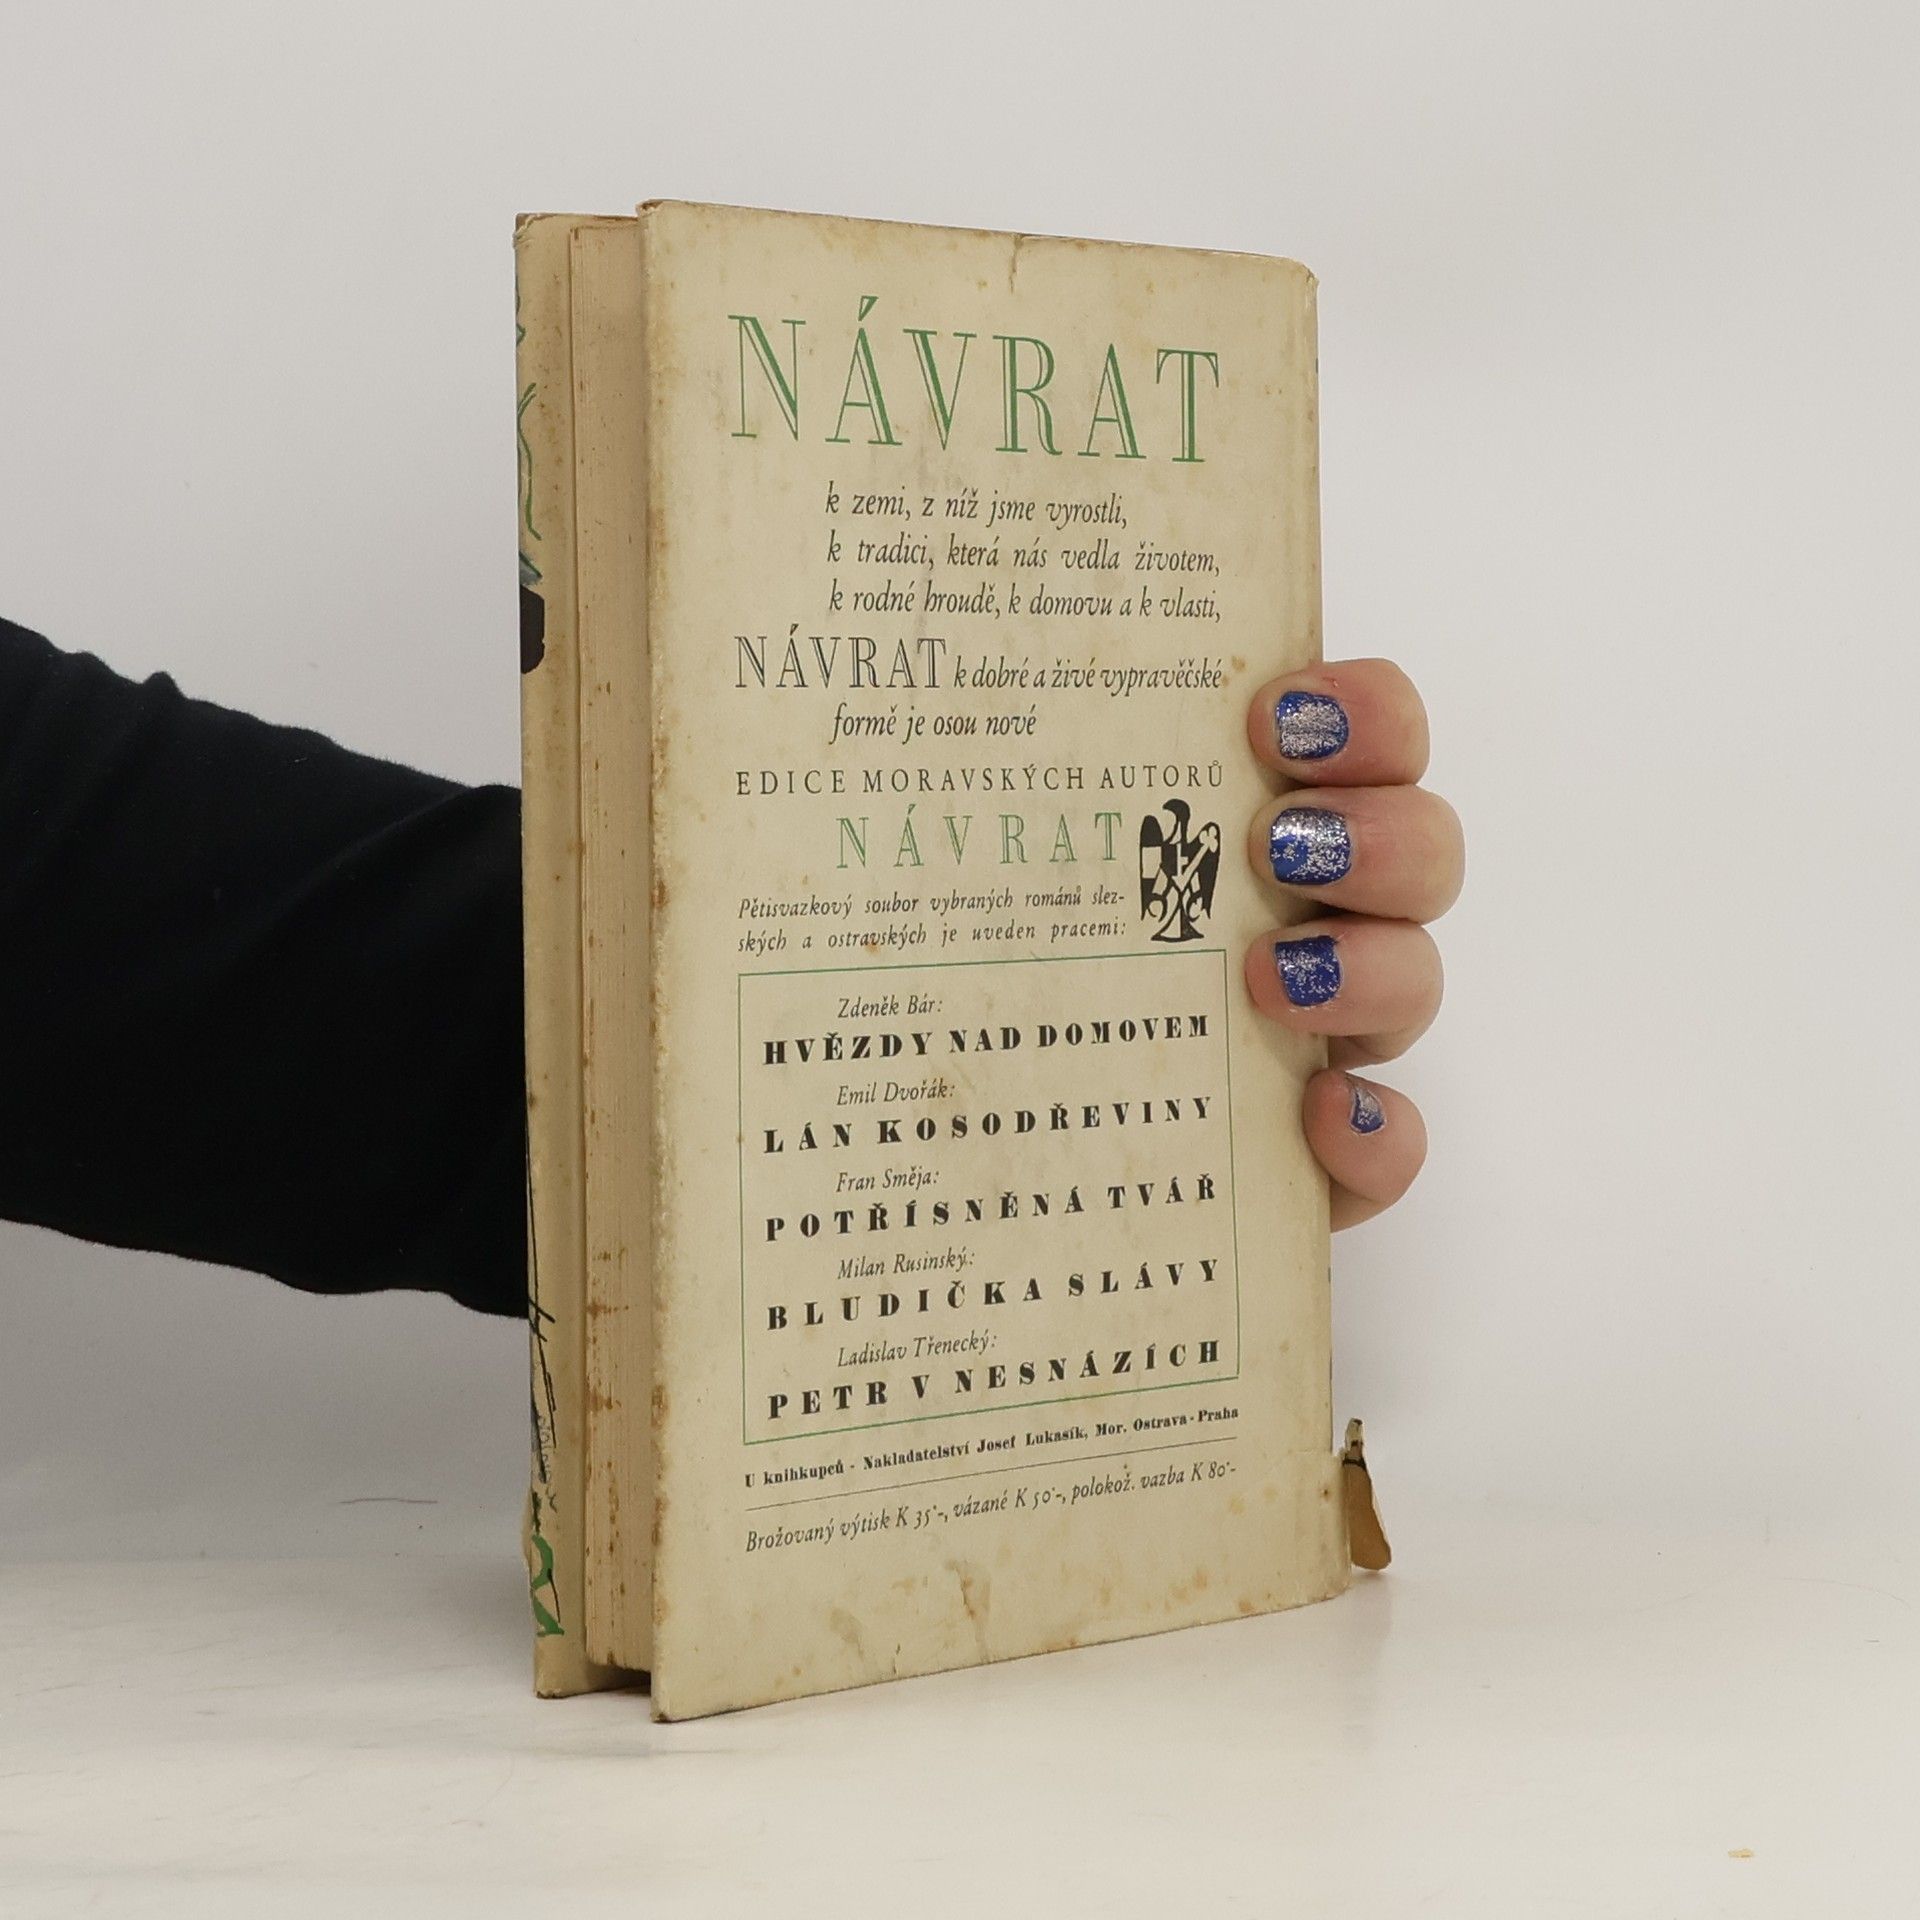 NÁVRAT
k zemi, z níž jsme vyrostli,
k tradici, která nás vedla životem,
k rodné hroudě, k domovu a k vlasti,
NÁVRAT k dobré a živé vypravěčské
formě je osou nové
EDICE MORAVSKÝCH AUTORŮ
NÁVRAT
Pětisvazkový soubor vybraných románů slez-
ských a ostravských je uveden pracemi:
Zdeněk Bár:
HVĚZDY NAD DOMOVEM
Emil Dvořák:
LÁN KOSODŘEVINY
Fran Směja:
POTŘÍSNĚNÁ TVÁŘ
Milan Rusinský:
BLUDIČKA SLÁVY
Ladislav Třenecký:
PETR V NESNÁZÍCH
U knihkupců - Nakladatelství Josef Lukasík, Mor. Ostrava - Praha
Brožovaný výtisk K 35·-, vázané K 50·-, polokož. vazba K 80·-